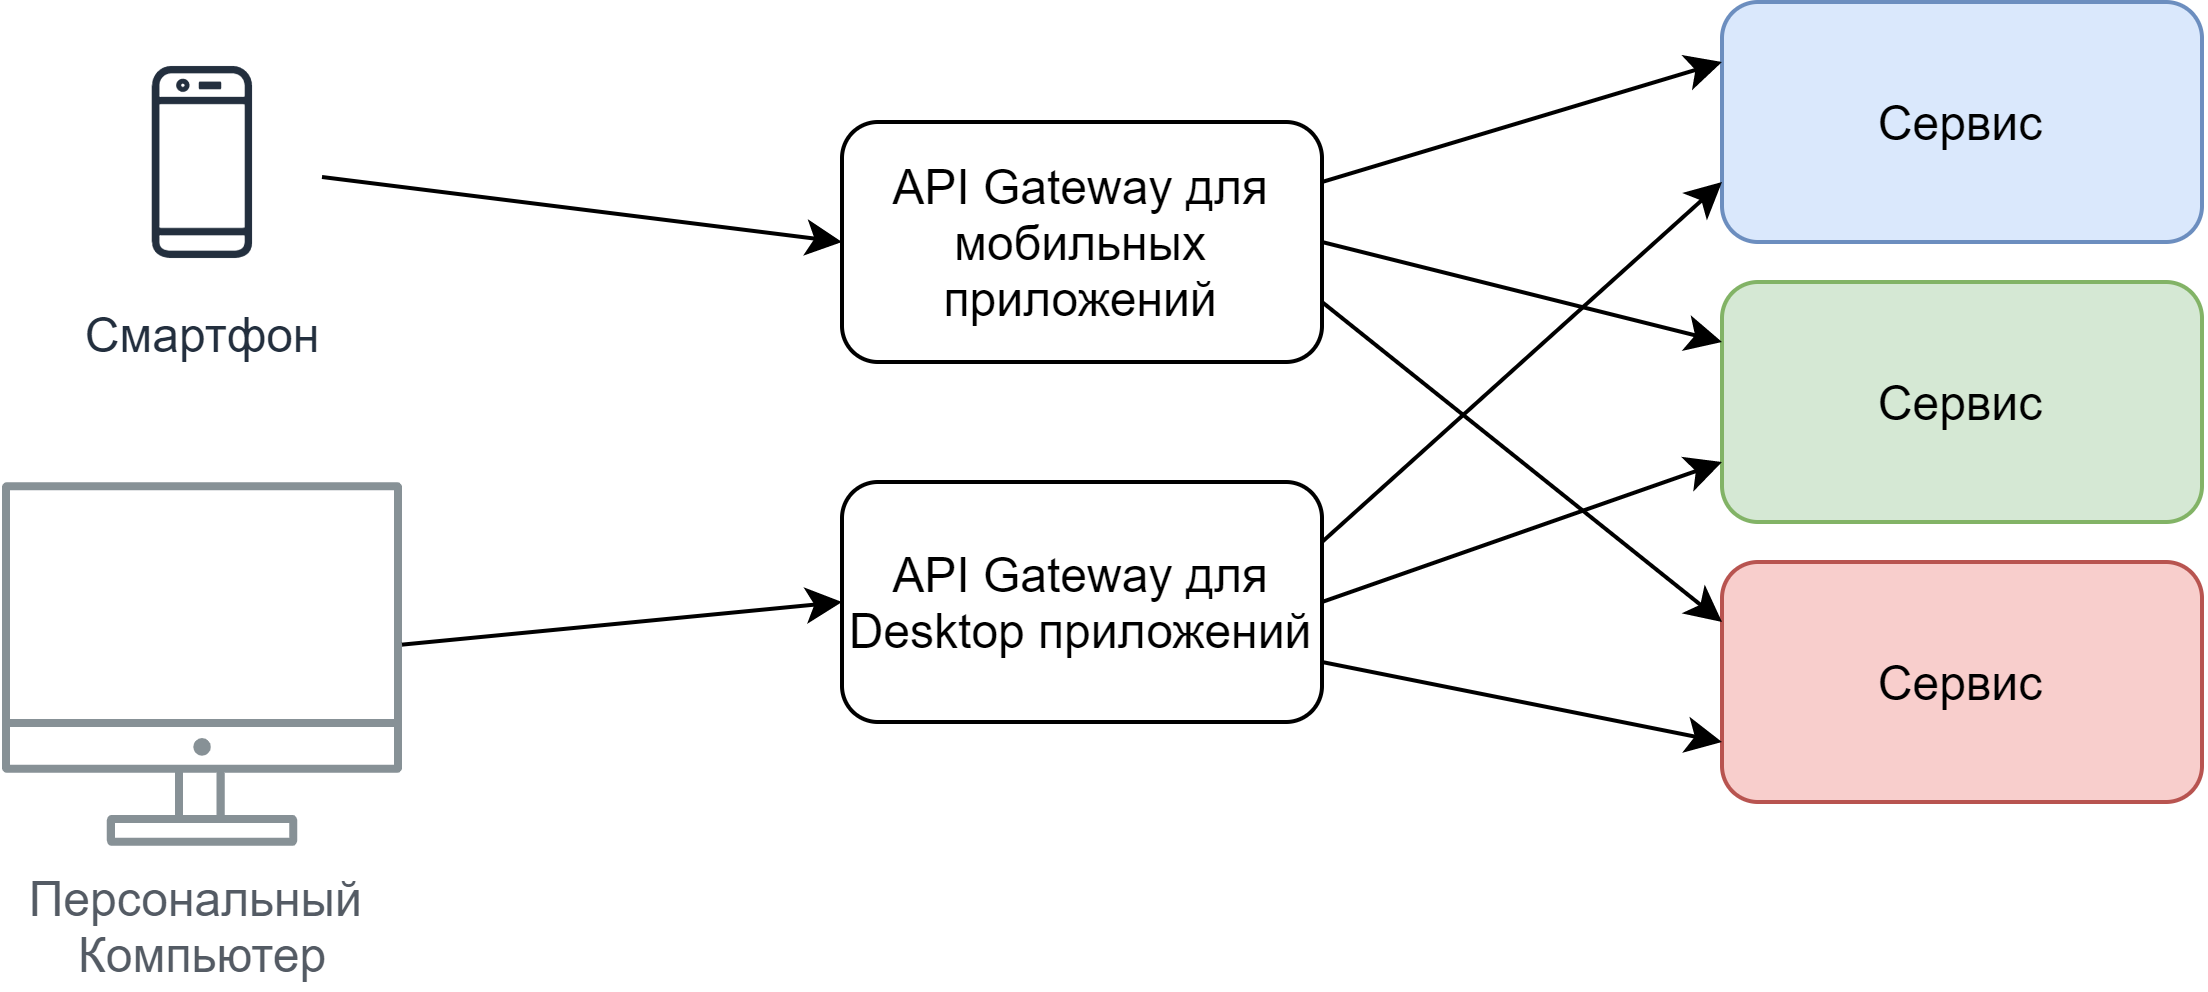 Смартфон
Персональный
Компьютер
API Gateway для
мобильных
приложений
API Gateway для
Desktop приложений
Сервис
Сервис
Сервис